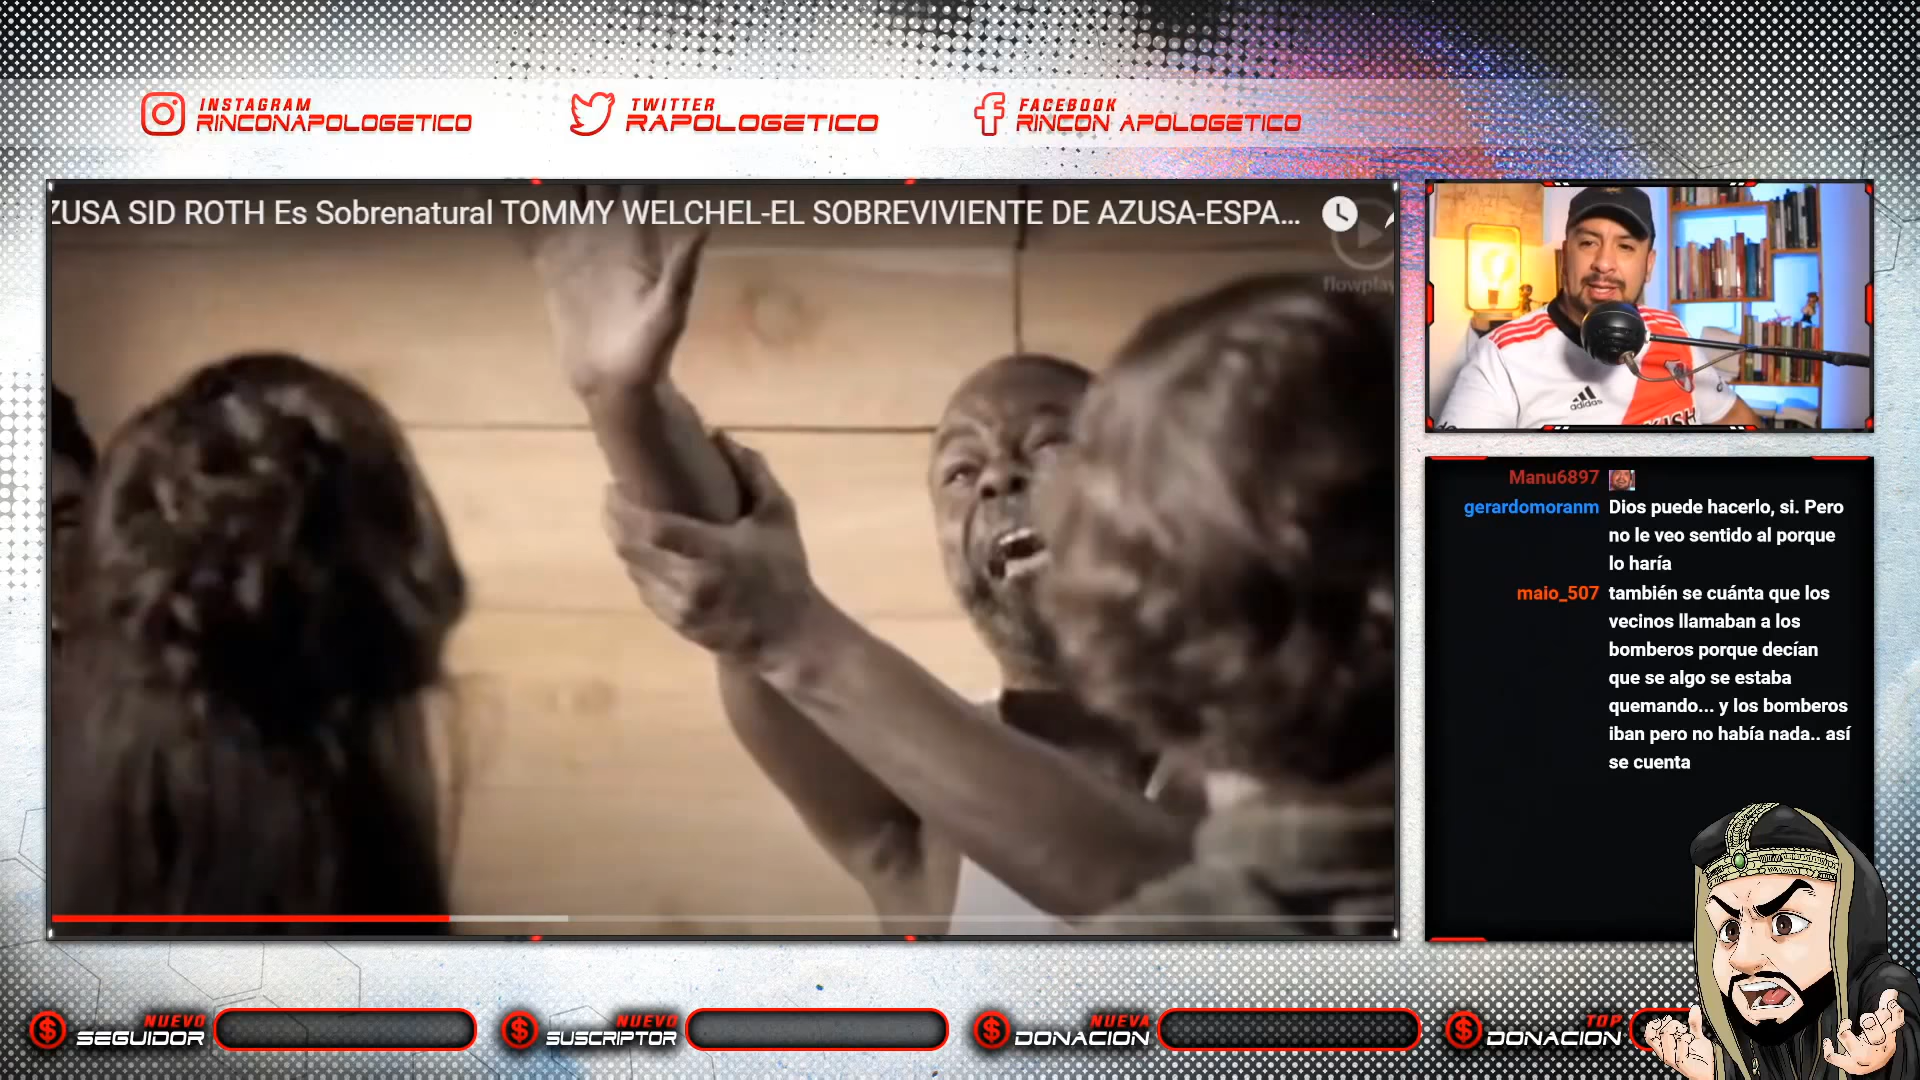 INSTAGRAM
RINCONAPOLOGETICO
TWITTER
RAPOLOGETICO
FACEBOOK
RINCON APOLOGETICO
ZUSA SID ROTH Es Sobrenatural TOMMY WELCHEL-EL SOBREVIVIENTE DE AZUSA-ESPA...
flowplay
adidas
Manu6897
gerardomoranm Dios puede hacerlo, si. Pero
no le veo sentido al porque
lo haría
maio_507 también se cuánta que los
vecinos llamaban a los
bomberos porque decían
que se algo se estaba
quemando... y los bomberos
iban pero no había nada.. así
se cuenta
NUEVO
SEGUIDOR
NUEVO
SUSCRIPTOR
NUEVA
DONACION
TOP
DONACION